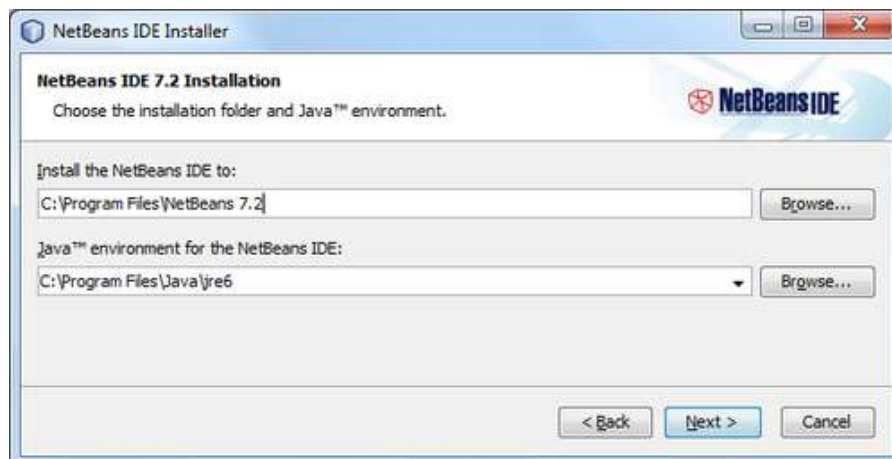 NetBeans IDE Installer
NetBeans IDE 7.2 Installation
Choose the installation folder and Java™ environment.
NetBeans IDE
Install the NetBeans IDE to:
C:\Program Files\NetBeans 7.2
Browse...
Java™ environment for the NetBeans IDE:
C:\Program Files\Java\jre6
Browse...
< Back
Next >
Cancel